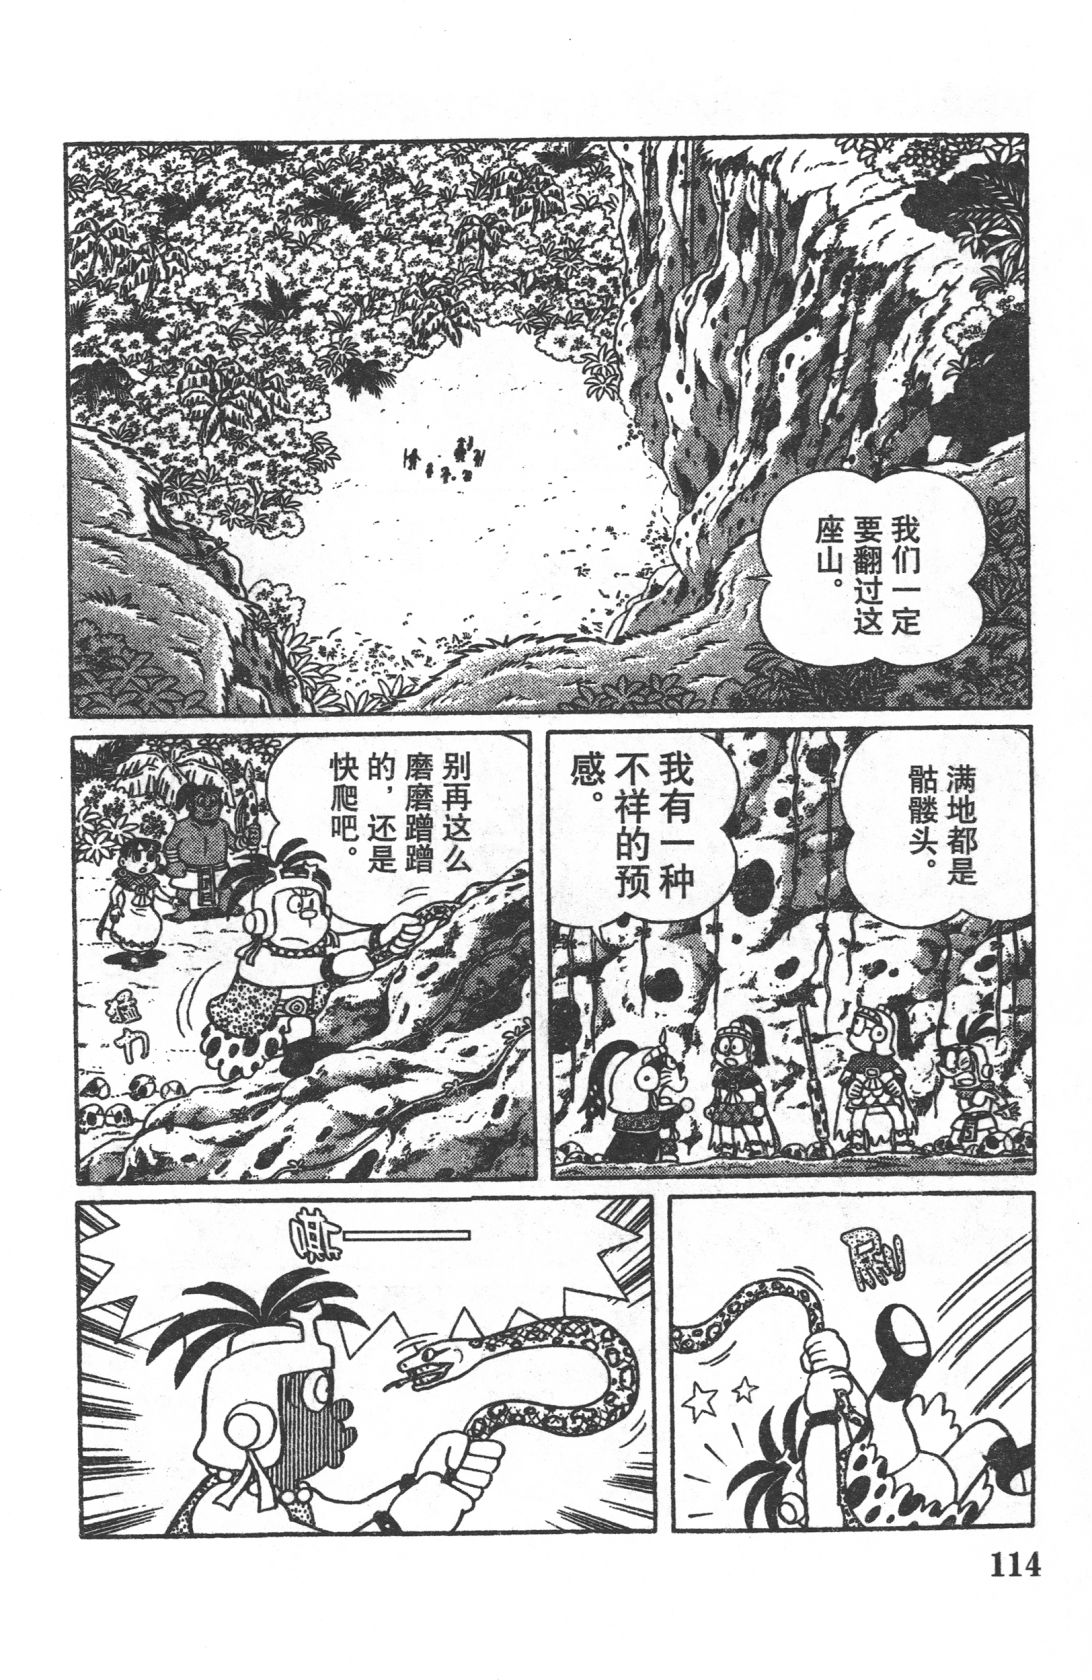 我们一定
要翻过这
座山。
满地都是
骷髅头。
我有一种
不祥的预
感。
别再这么
磨磨蹭蹭
的，还是
快爬吧。
嘶——
刷
114